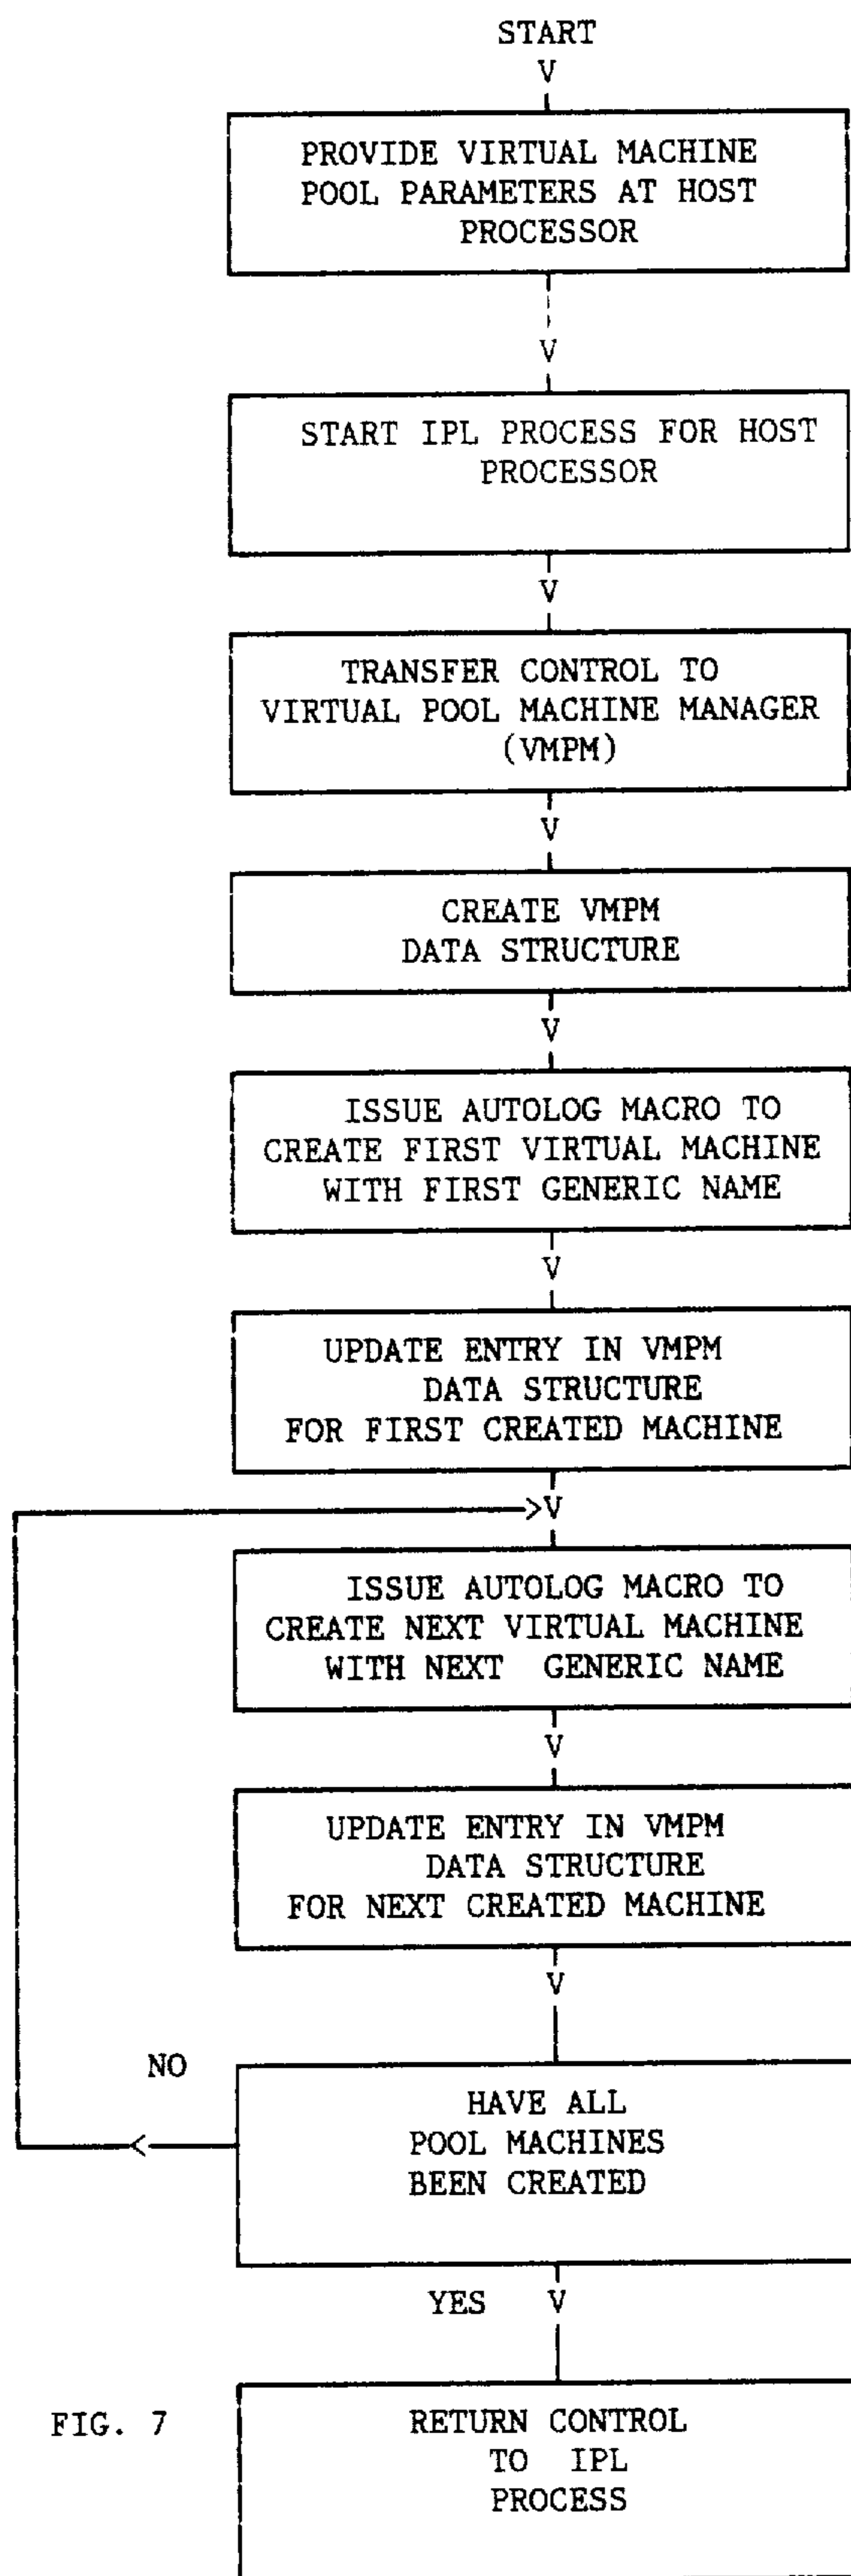 START
V
PROVIDE VIRTUAL MACHINE
POOL PARAMETERS AT HOST
PROCESSOR
V
START IPL PROCESS FOR HOST
PROCESSOR
V
TRANSFER CONTROL TO
VIRTUAL POOL MACHINE MANAGER
(VMPM)
V
CREATE VMPM
DATA STRUCTURE
V
ISSUE AUTOLOG MACRO TO
CREATE FIRST VIRTUAL MACHINE
WITH FIRST GENERIC NAME
V
UPDATE ENTRY IN VMPM
DATA STRUCTURE
FOR FIRST CREATED MACHINE
>V
ISSUE AUTOLOG MACRO TO
CREATE NEXT VIRTUAL MACHINE
WITH NEXT GENERIC NAME
V
UPDATE ENTRY IN VMPM
DATA STRUCTURE
FOR NEXT CREATED MACHINE
V
NO
<
HAVE ALL
POOL MACHINES
BEEN CREATED
YES V
FIG. 7
RETURN CONTROL
TO IPL
PROCESS